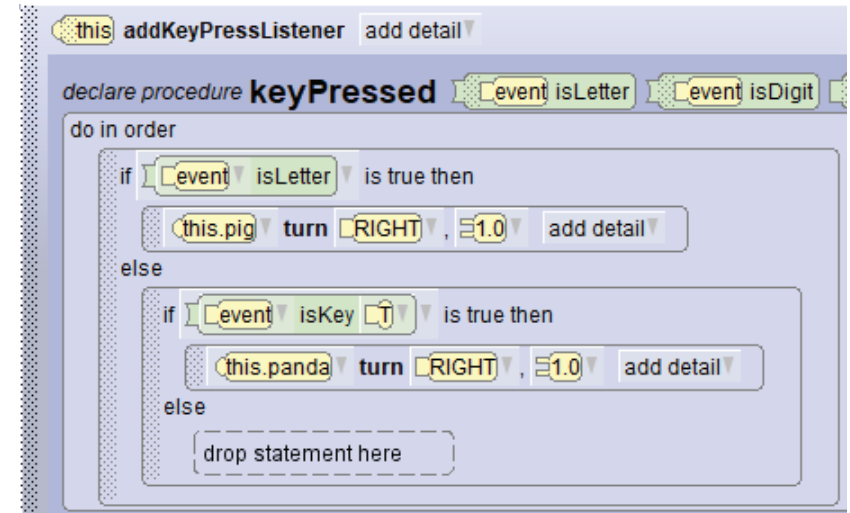 this addKeyPressListener add detail
declare procedure keyPressed event isLetter event isDigit
do in order
if event isLetter is true then
this.pig turn RIGHT , 1.0 add detail
else
if event isKey T is true then
this.panda turn RIGHT , 1.0 add detail
else
drop statement here